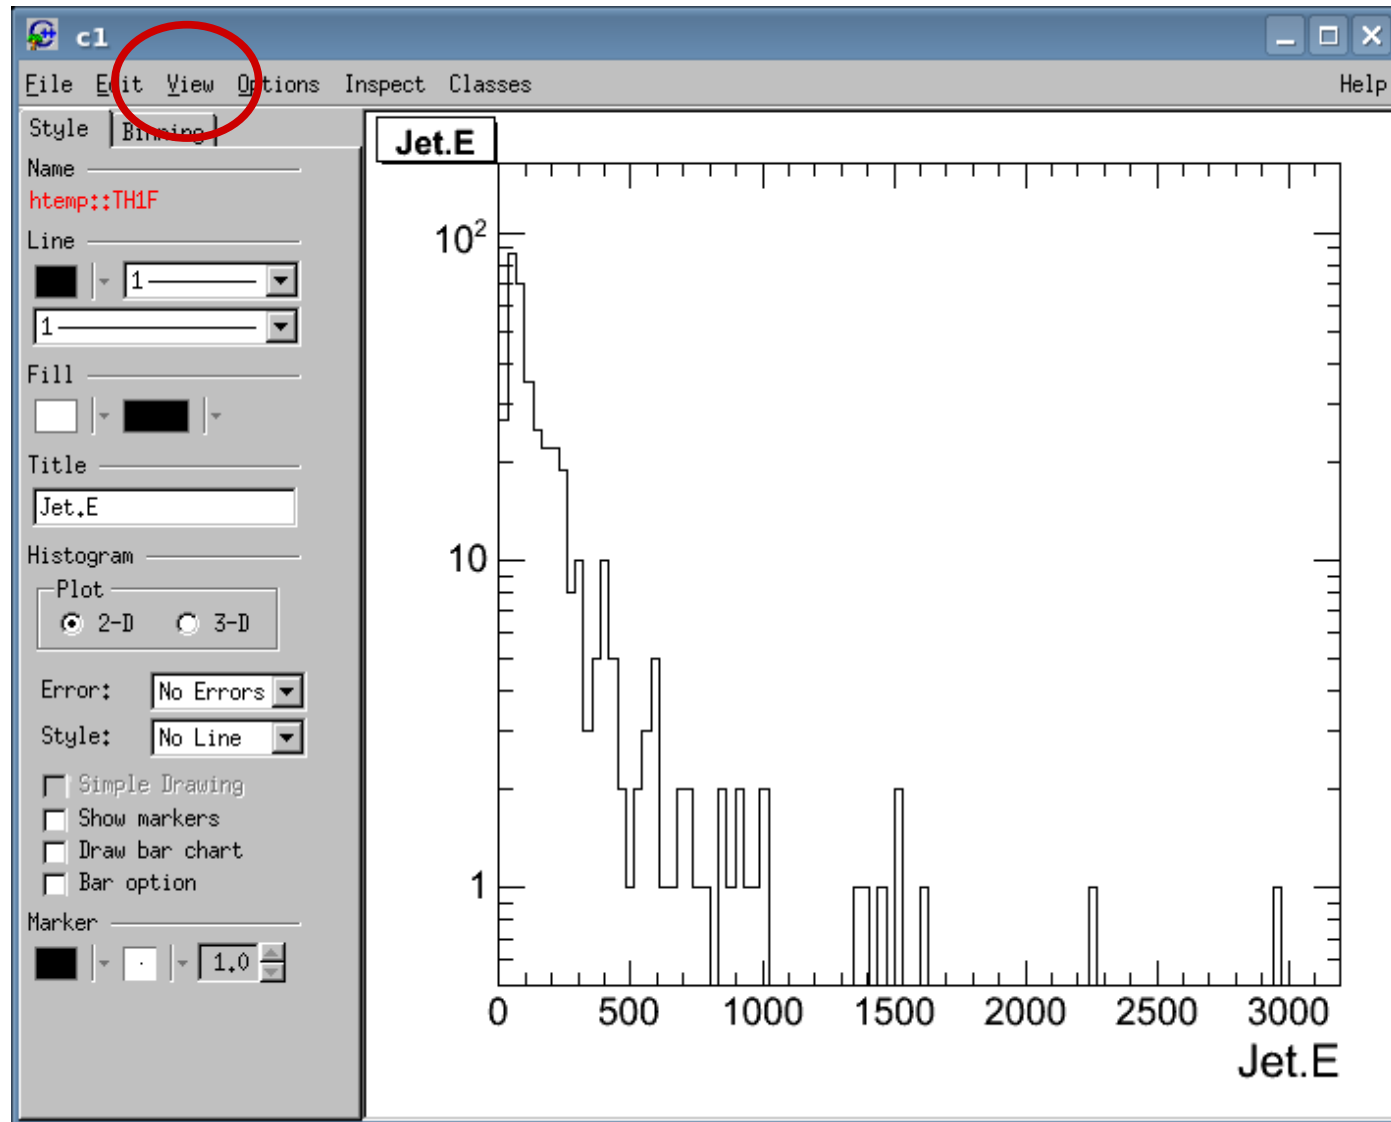 c1
File Edit View Options Inspect Classes Help
Style Binning
Name
htemp::TH1F
Line
1
1
Fill
Title
Jet.E
Histogram
Plot
2-D 3-D
Error: No Errors
Style: No Line
Simple Drawing
Show markers
Draw bar chart
Bar option
Marker
1.0
Jet.E
10²
10
1
0 500 1000 1500 2000 2500 3000
Jet.E